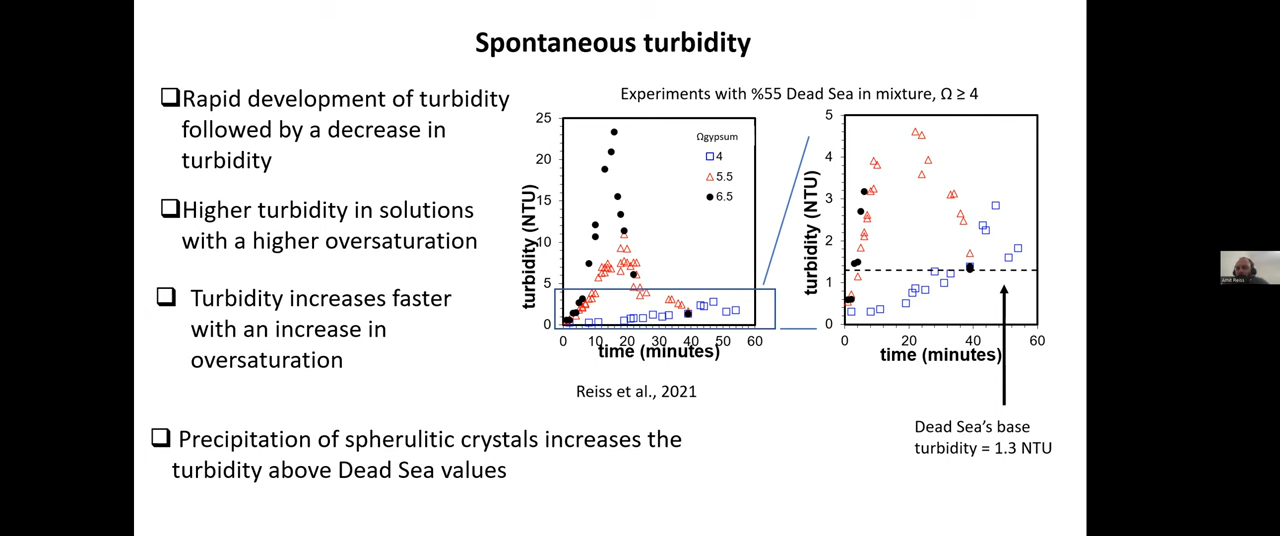 Spontaneous turbidity
Rapid development of turbidity
followed by a decrease in
turbidity
Higher turbidity in solutions
with a higher oversaturation
Turbidity increases faster
with an increase in
oversaturation
Precipitation of spherulitic crystals increases the
turbidity above Dead Sea values
Experiments with %55 Dead Sea in mixture, Ω ≥ 4
turbidity (NTU)
25
20
15
10
5
0
0 10 20 30 40 50 60
time (minutes)
Ωgypsum
4
5.5
6.5
Reiss et al., 2021
turbidity (NTU)
5
4
3
2
1
0
0 20 40 60
time (minutes)
Dead Sea's base
turbidity = 1.3 NTU
Amit Reiss